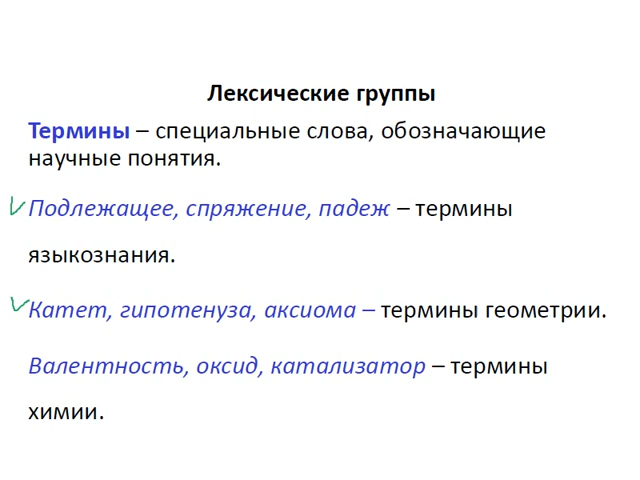 Лексические группы
Термины – специальные слова, обозначающие
научные понятия.
Подлежащее, спряжение, падеж – термины
языкознания.
Катет, гипотенуза, аксиома – термины геометрии.
Валентность, оксид, катализатор – термины
химии.